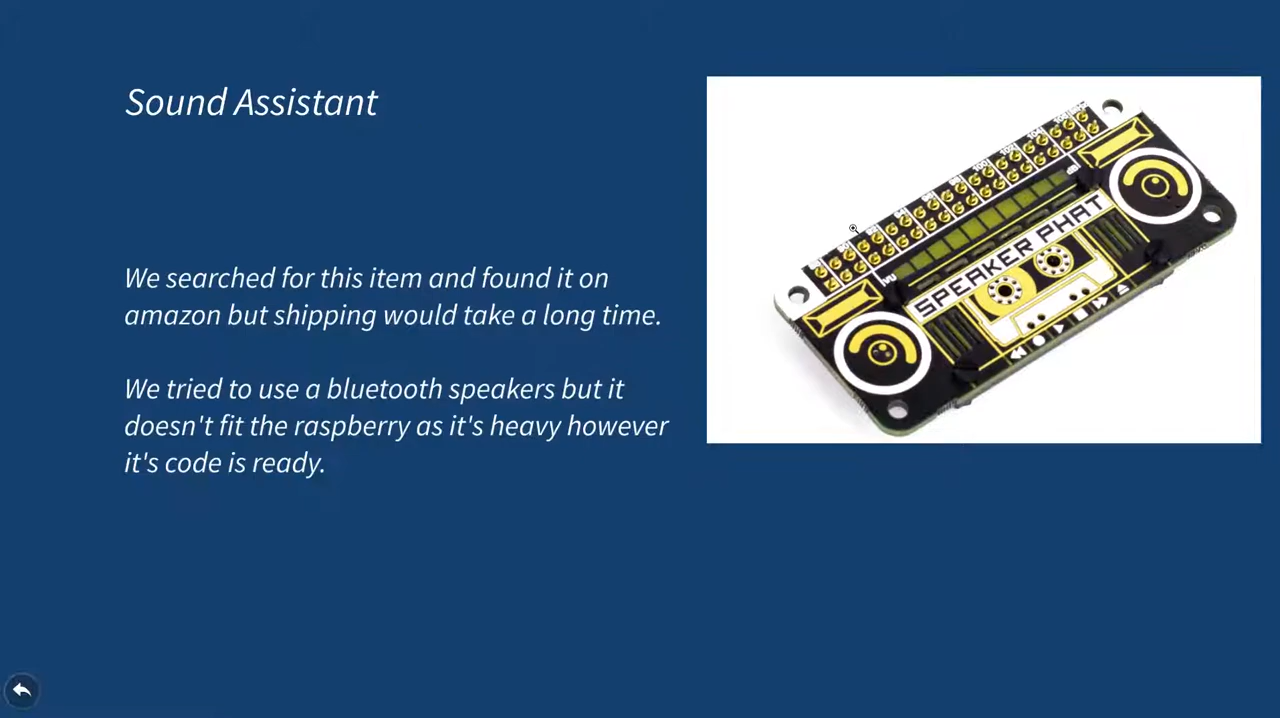 Sound Assistant
We searched for this item and found it on
amazon but shipping would take a long time.
We tried to use a bluetooth speakers but it
doesn't fit the raspberry as it's heavy however
it's code is ready.
SPEAKER PHAT